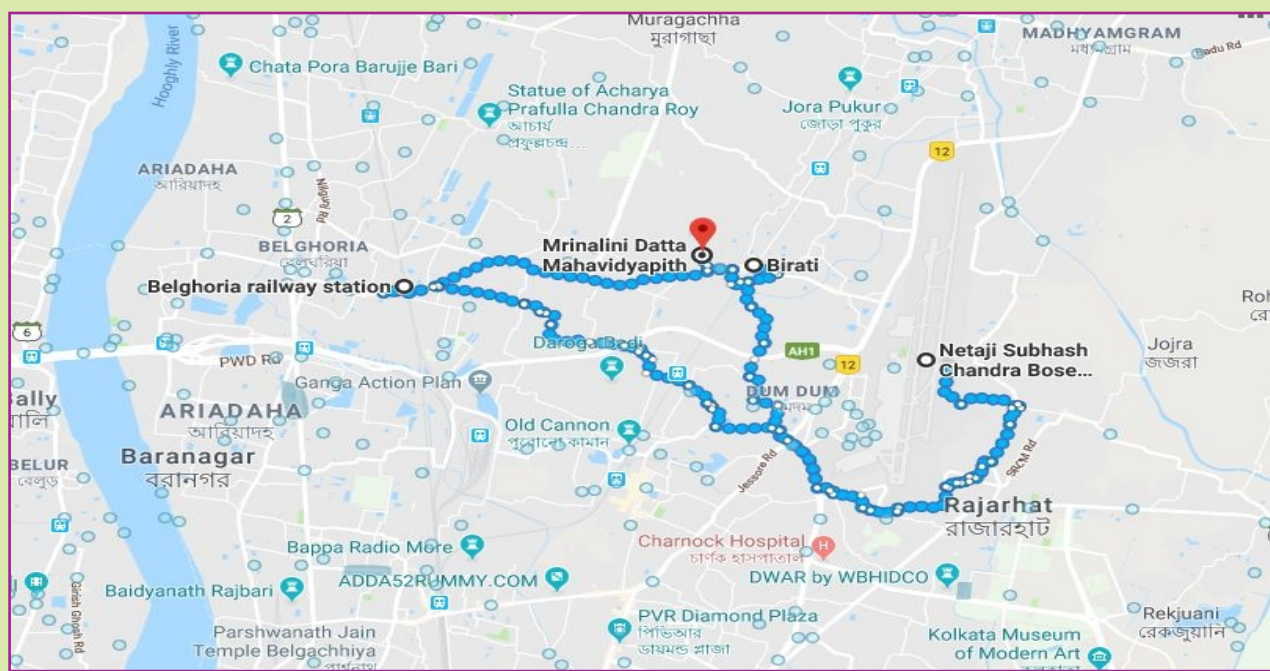 Muragachha
মুরাগাছা
MADHYAMGRAM
মধ্যমগ্রাম
Badu Rd
Hooghly River
Chata Pora Barujje Bari
Statue of Acharya
Prafulla Chandra Roy
আচার্য
প্রফুল্লচন্দ্র...
Jora Pukur
জোড়া পুকুর
12
ARIADAHA
আরিয়াদহ
Nilgunj Rd
2
BELGHORIA
বেলঘরিয়া
Mrinalini Datta
Mahavidyapith
Birati
Belghoria railway station
6
PWD Rd
Daroga Badi
AH1
12
Netaji Subhash
Chandra Bose...
Jojra
জজরা
Ganga Action Plan
DUM DUM
ARIADAHA
আরিয়াদহ
Old Cannon
পুরোনো কামান
BELUR
বেলুড়
Baranagar
বরানগর
Jessore Rd
SRCM Rd
Rajarhat
রাজারহাট
Charnock Hospital
চার্ণক হাসপাতাল
H
Bappa Radio More
ADDA52RUMMY.COM
DWAR by WBHIDCO
Baidyanath Rajbari
Girish Ghosh Rd
PVR Diamond Plaza
পিভিআর
ডায়মন্ড প্লাজা
Rekjuani
রেকজুয়ানি
Parshwanath Jain
Temple Belgachhiya
Kolkata Museum
of Modern Art